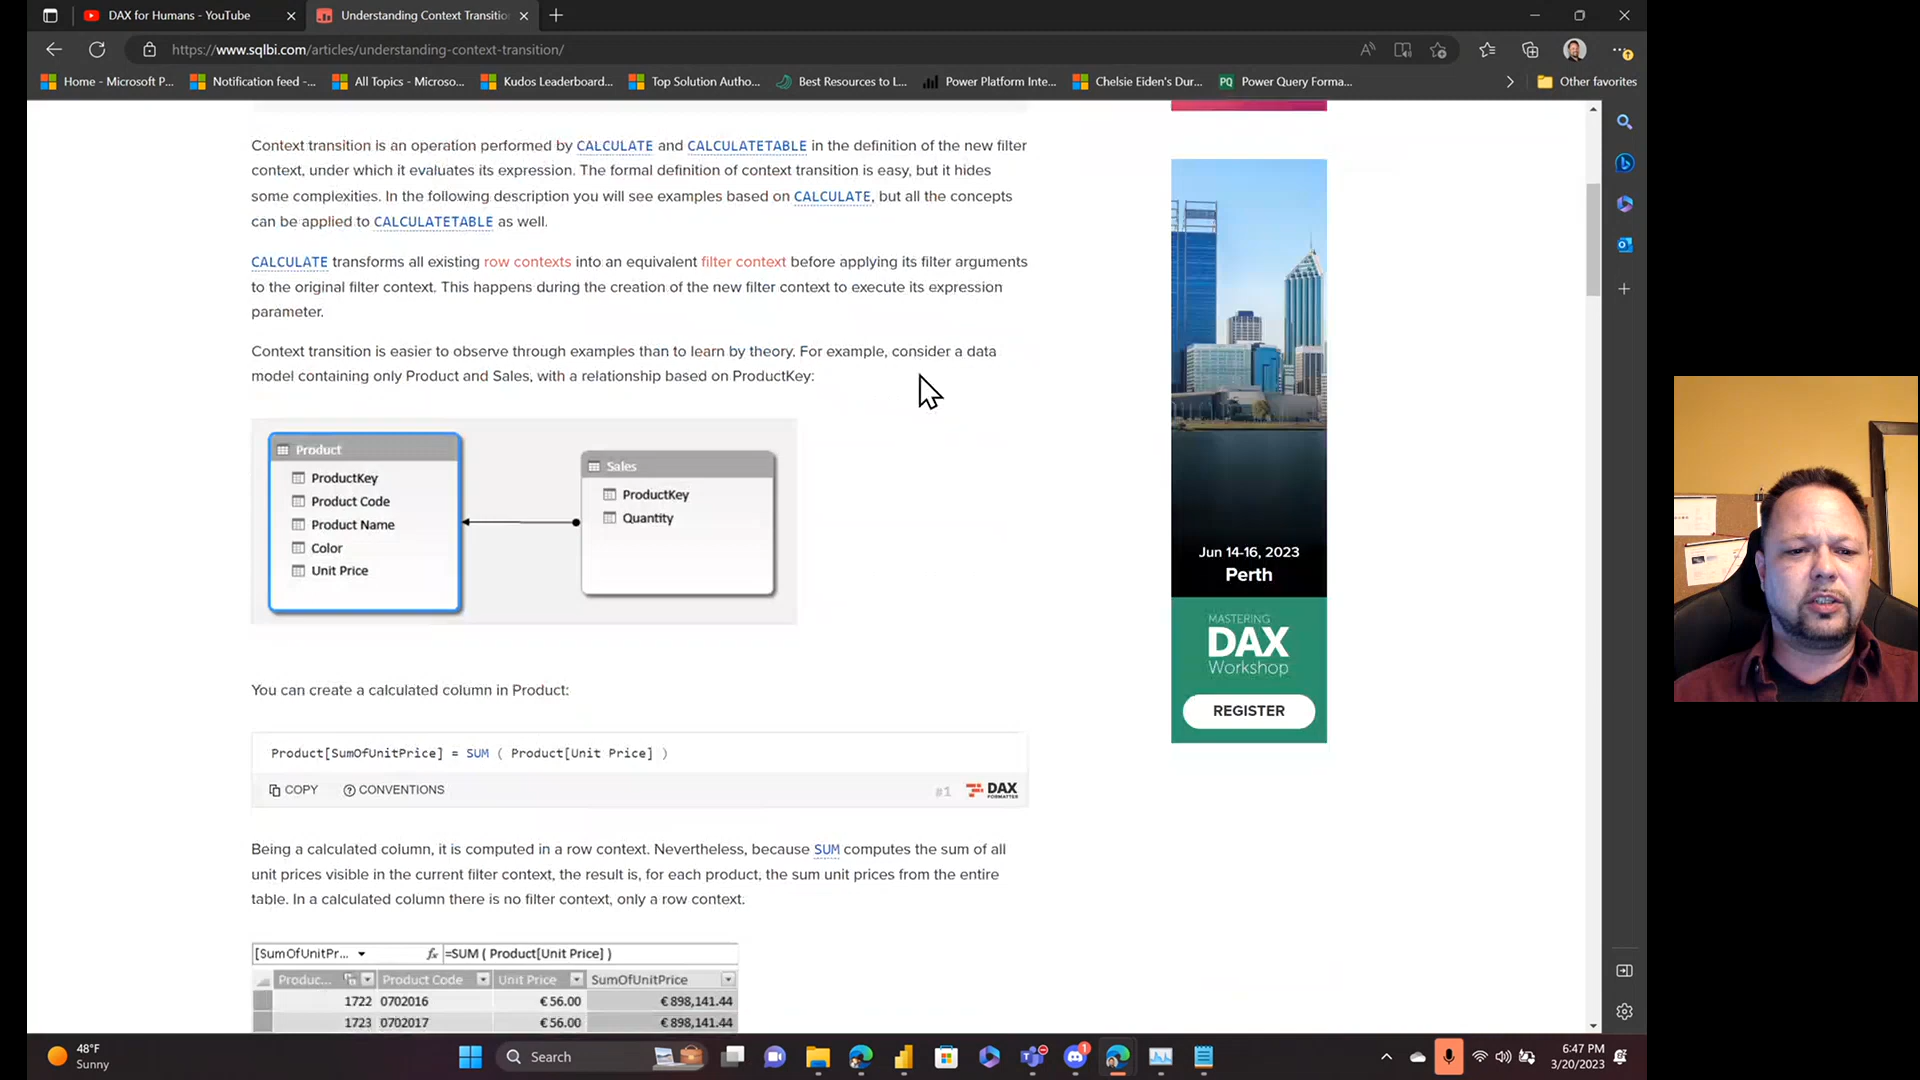 DAX for Humans - YouTube
Understanding Context Transitio
https://www.sqlbi.com/articles/understanding-context-transition/
Home - Microsoft P...
Notification feed -...
All Topics - Microso...
Kudos Leaderboard...
Top Solution Autho...
Best Resources to L...
Power Platform Inte...
Chelsie Eiden's Dur...
PQ
Power Query Forma...
Other favorites
Context transition is an operation performed by CALCULATE and CALCULATETABLE in the definition of the new filter
context, under which it evaluates its expression. The formal definition of context transition is easy, but it hides
some complexities. In the following description you will see examples based on CALCULATE, but all the concepts
can be applied to CALCULATETABLE as well.
CALCULATE transforms all existing row contexts into an equivalent filter context before applying its filter arguments
to the original filter context. This happens during the creation of the new filter context to execute its expression
parameter.
Context transition is easier to observe through examples than to learn by theory. For example, consider a data
model containing only Product and Sales, with a relationship based on ProductKey:
Product
ProductKey
Product Code
Product Name
Color
Unit Price
Sales
ProductKey
Quantity
You can create a calculated column in Product:
Product[SumOfUnitPrice] = SUM ( Product[Unit Price] )
COPY
CONVENTIONS
#1
DAX
FORMATTER
Being a calculated column, it is computed in a row context. Nevertheless, because SUM computes the sum of all
unit prices visible in the current filter context, the result is, for each product, the sum unit prices from the entire
table. In a calculated column there is no filter context, only a row context.
[SumOfUnitPr... fx =SUM ( Product[Unit Price] )
Produc... Product Code Unit Price SumOfUnitPrice
1722 0702016 €56.00 €898,141.44
1723 0702017 €56.00 €898,141.44
Jun 14-16, 2023
Perth
MASTERING
DAX
Workshop
REGISTER
48°F
Sunny
Search
1
6:47 PM
3/20/2023